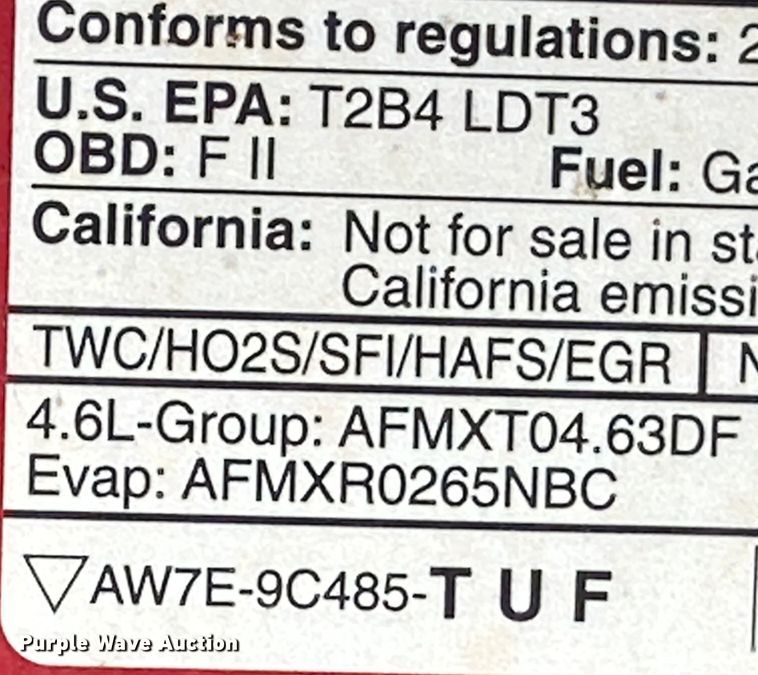 Conforms to regulations: 2
U.S. EPA: T2B4 LDT3
OBD: F II Fuel: Ga
California: Not for sale in st
California emissi
TWC/HO2S/SFI/HAFS/EGR N
4.6L-Group: AFMXT04.63DF
Evap: AFMXR0265NBC
▽AW7E-9C485-T U F
Purple Wave Auction